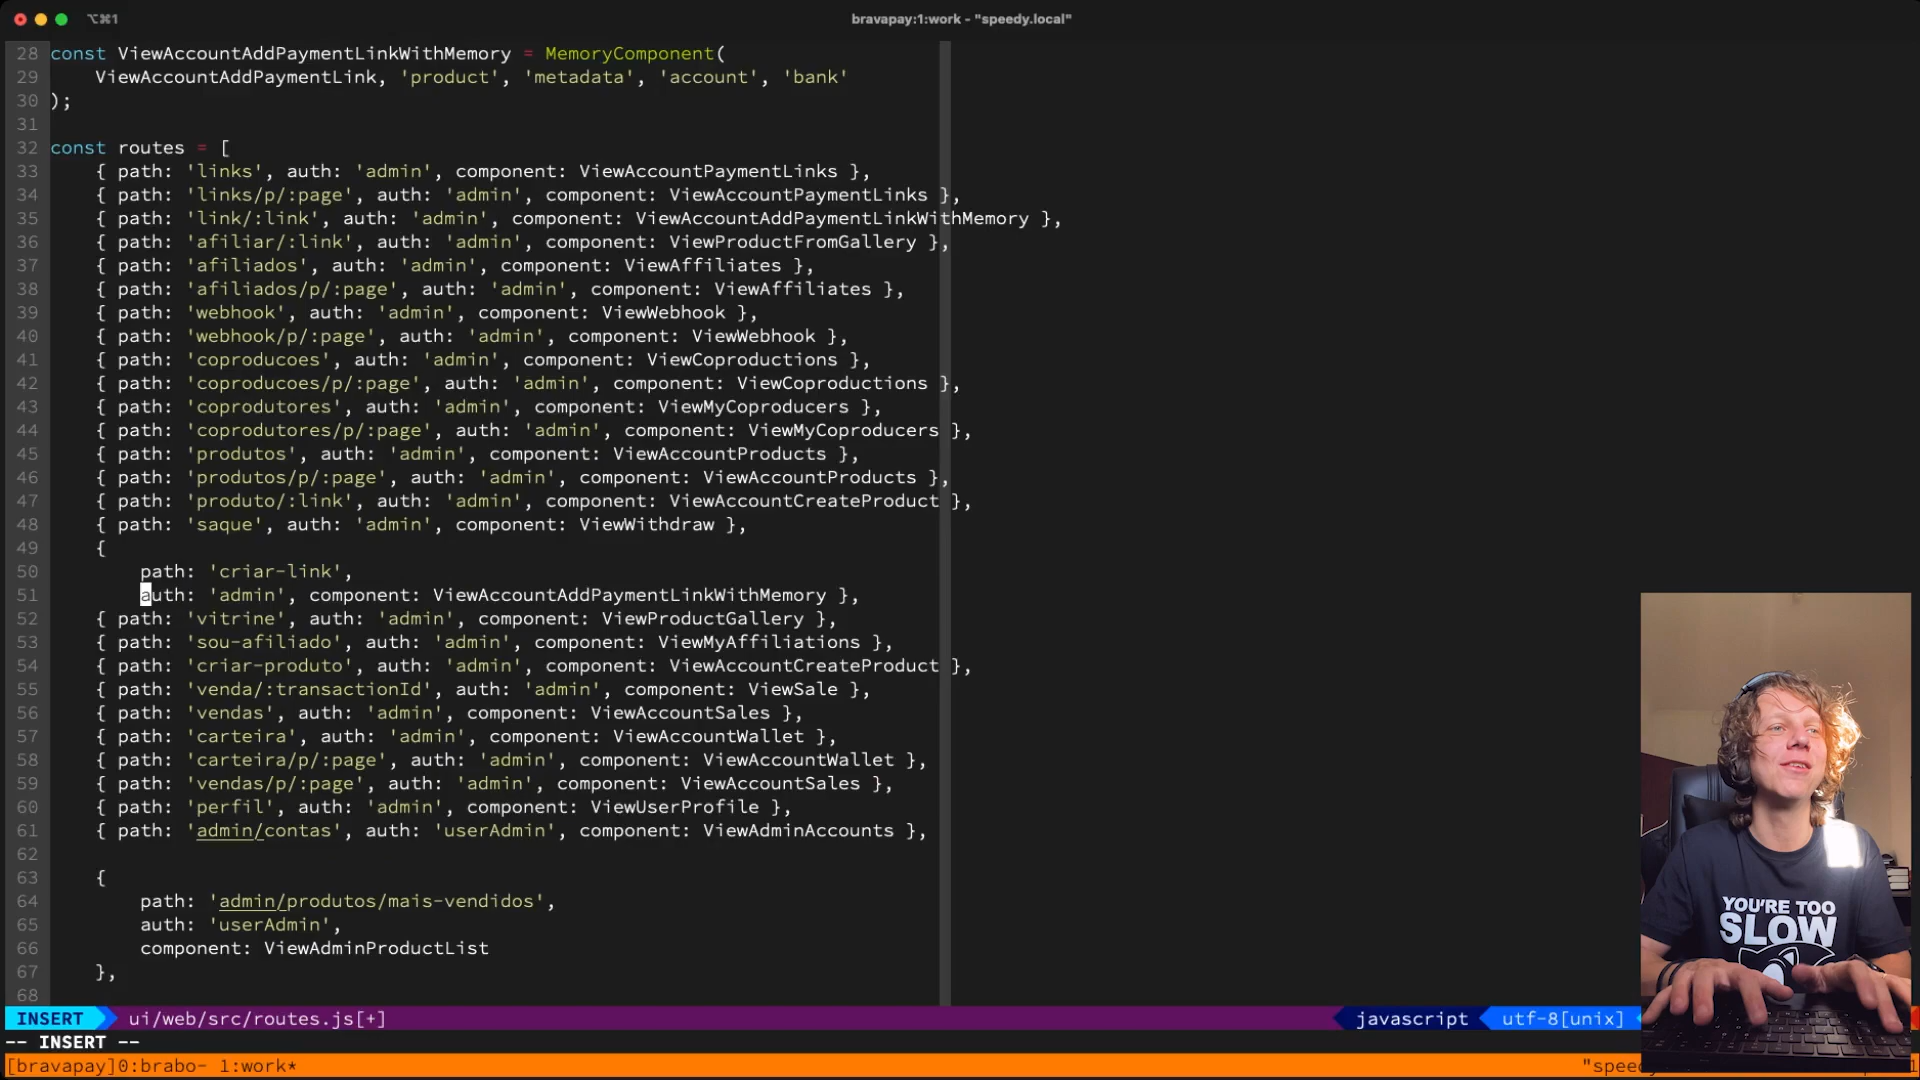 ⌥⌘1
bravapay:1:work - "speedy.local"
28 const ViewAccountAddPaymentLinkWithMemory = MemoryComponent(
29 ViewAccountAddPaymentLink, 'product', 'metadata', 'account', 'bank'
30 );
31
32 const routes = [
33 { path: 'links', auth: 'admin', component: ViewAccountPaymentLinks },
34 { path: 'links/p/:page', auth: 'admin', component: ViewAccountPaymentLinks },
35 { path: 'link/:link', auth: 'admin', component: ViewAccountAddPaymentLinkWithMemory },
36 { path: 'afiliar/:link', auth: 'admin', component: ViewProductFromGallery },
37 { path: 'afiliados', auth: 'admin', component: ViewAffiliates },
38 { path: 'afiliados/p/:page', auth: 'admin', component: ViewAffiliates },
39 { path: 'webhook', auth: 'admin', component: ViewWebhook },
40 { path: 'webhook/p/:page', auth: 'admin', component: ViewWebhook },
41 { path: 'coproducoes', auth: 'admin', component: ViewCoproductions },
42 { path: 'coproducoes/p/:page', auth: 'admin', component: ViewCoproductions },
43 { path: 'coprodutores', auth: 'admin', component: ViewMyCoproducers },
44 { path: 'coprodutores/p/:page', auth: 'admin', component: ViewMyCoproducers },
45 { path: 'produtos', auth: 'admin', component: ViewAccountProducts },
46 { path: 'produtos/p/:page', auth: 'admin', component: ViewAccountProducts },
47 { path: 'produto/:link', auth: 'admin', component: ViewAccountCreateProduct },
48 { path: 'saque', auth: 'admin', component: ViewWithdraw },
49 {
50 path: 'criar-link',
51 auth: 'admin', component: ViewAccountAddPaymentLinkWithMemory },
52 { path: 'vitrine', auth: 'admin', component: ViewProductGallery },
53 { path: 'sou-afiliado', auth: 'admin', component: ViewMyAffiliations },
54 { path: 'criar-produto', auth: 'admin', component: ViewAccountCreateProduct },
55 { path: 'venda/:transactionId', auth: 'admin', component: ViewSale },
56 { path: 'vendas', auth: 'admin', component: ViewAccountSales },
57 { path: 'carteira', auth: 'admin', component: ViewAccountWallet },
58 { path: 'carteira/p/:page', auth: 'admin', component: ViewAccountWallet },
59 { path: 'vendas/p/:page', auth: 'admin', component: ViewAccountSales },
60 { path: 'perfil', auth: 'admin', component: ViewUserProfile },
61 { path: 'admin/contas', auth: 'userAdmin', component: ViewAdminAccounts },
62
63 {
64 path: 'admin/produtos/mais-vendidos',
65 auth: 'userAdmin',
66 component: ViewAdminProductList
67 },
68
YOU'RE TOO
SLOW
INSERT ui/web/src/routes.js[+] javascript utf-8[unix]
-- INSERT --
[bravapay]0:brabo- 1:work*